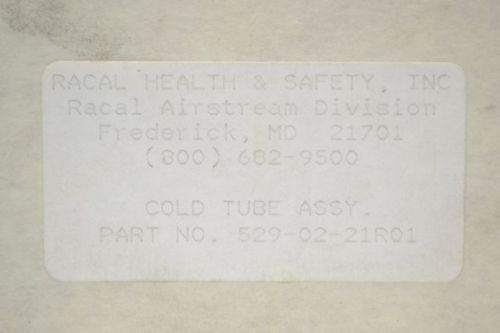 RACAL HEALTH & SAFETY, INC
Racal Airstream Division
Frederick, MD 21701
(800) 682-9500
COLD TUBE ASSY.
PART NO. 529-02-21R01